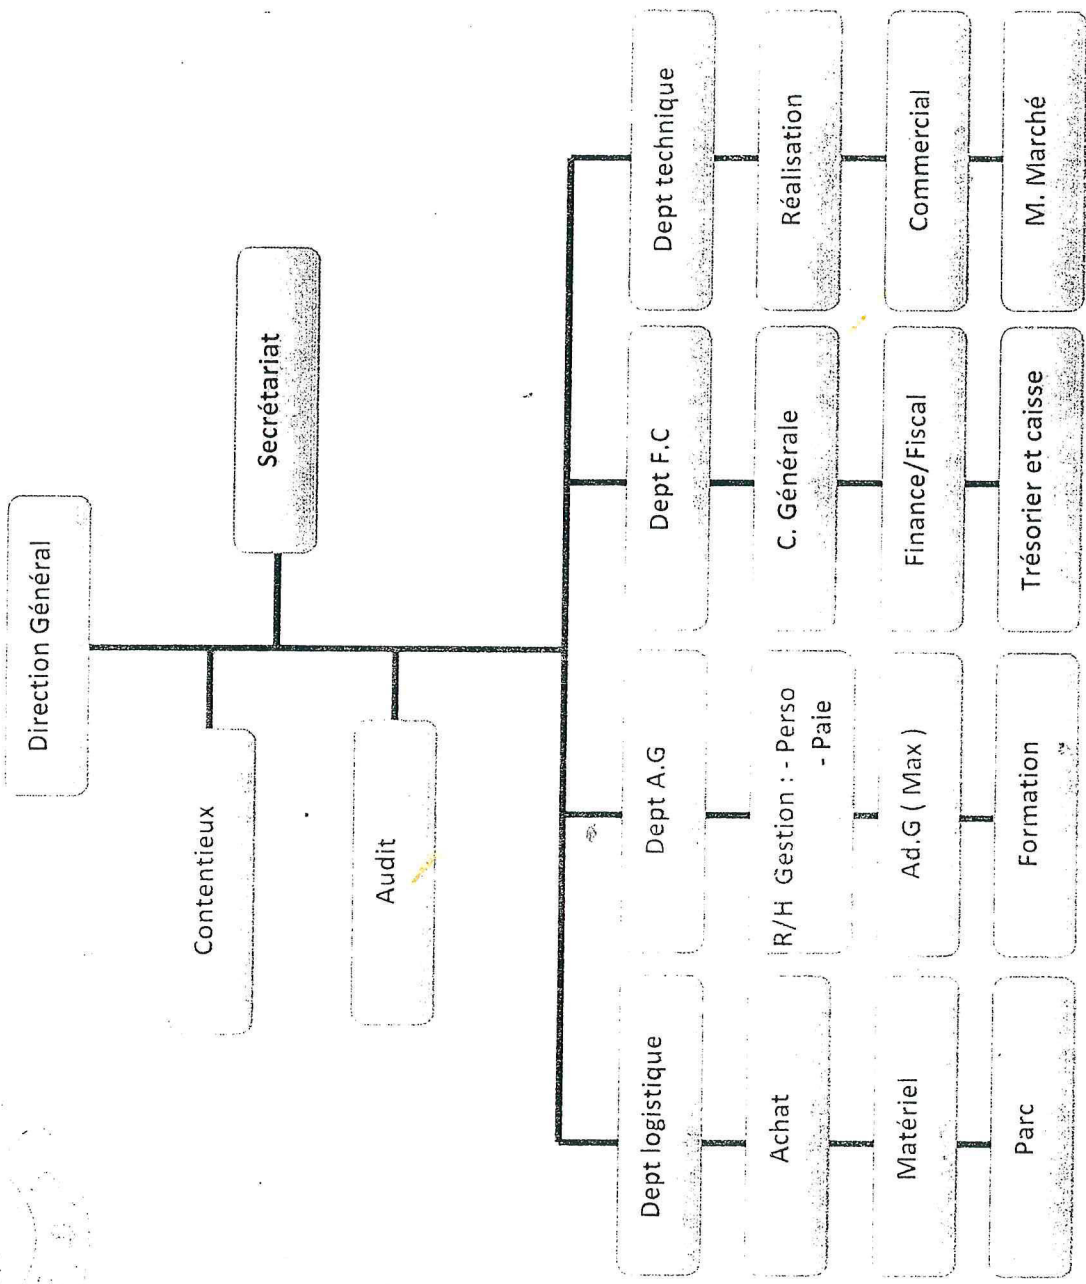 Direction Général
Secrétariat
Contentieux
Audit
Dept logistique
Achat
Matériel
Parc
Dept A.G
R/H Gestion : - Perso
- Paie
Ad.G ( Max )
Formation
Dept F.C
C. Générale
Finance/Fiscal
Trésorier et caisse
Dept technique
Réalisation
Commercial
M. Marché